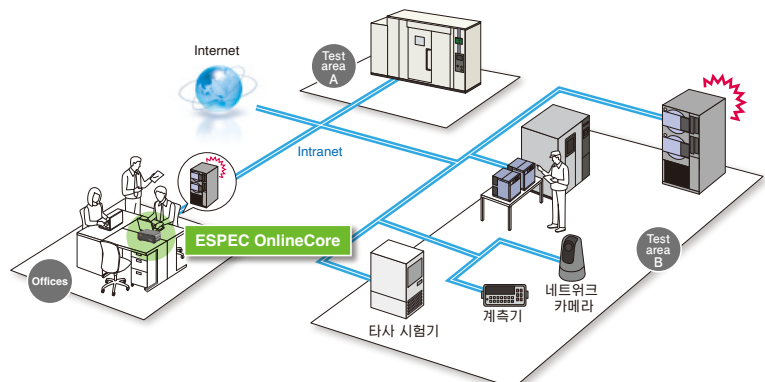 Internet
Test
area
A
Intranet
ESPEC OnlineCore
Offices
Test
area
B
네트워크
카메라
계측기
타사 시험기